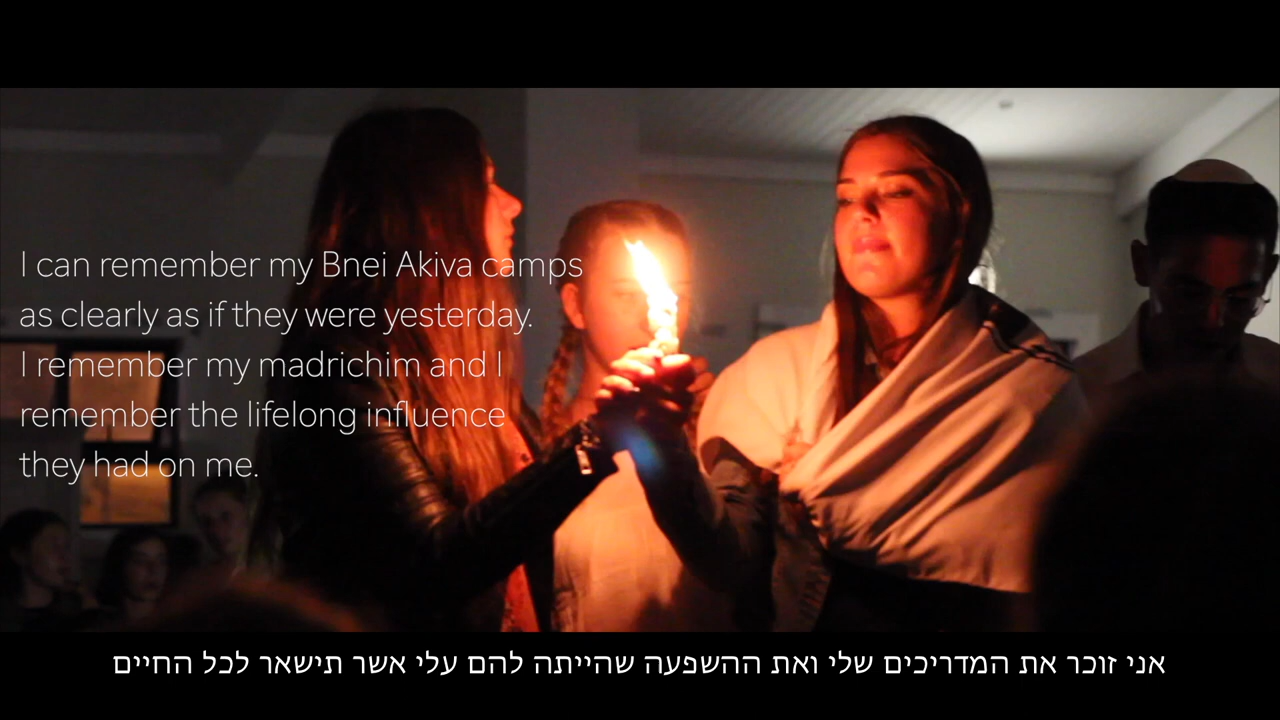 I can remember my Bnei Akiva camps
as clearly as if they were yesterday.
I remember my madrichim and I
remember the lifelong influence
they had on me.
אני זוכר את המדריכים שלי ואת ההשפעה שהייתה להם עלי אשר תישאר לכל החיים